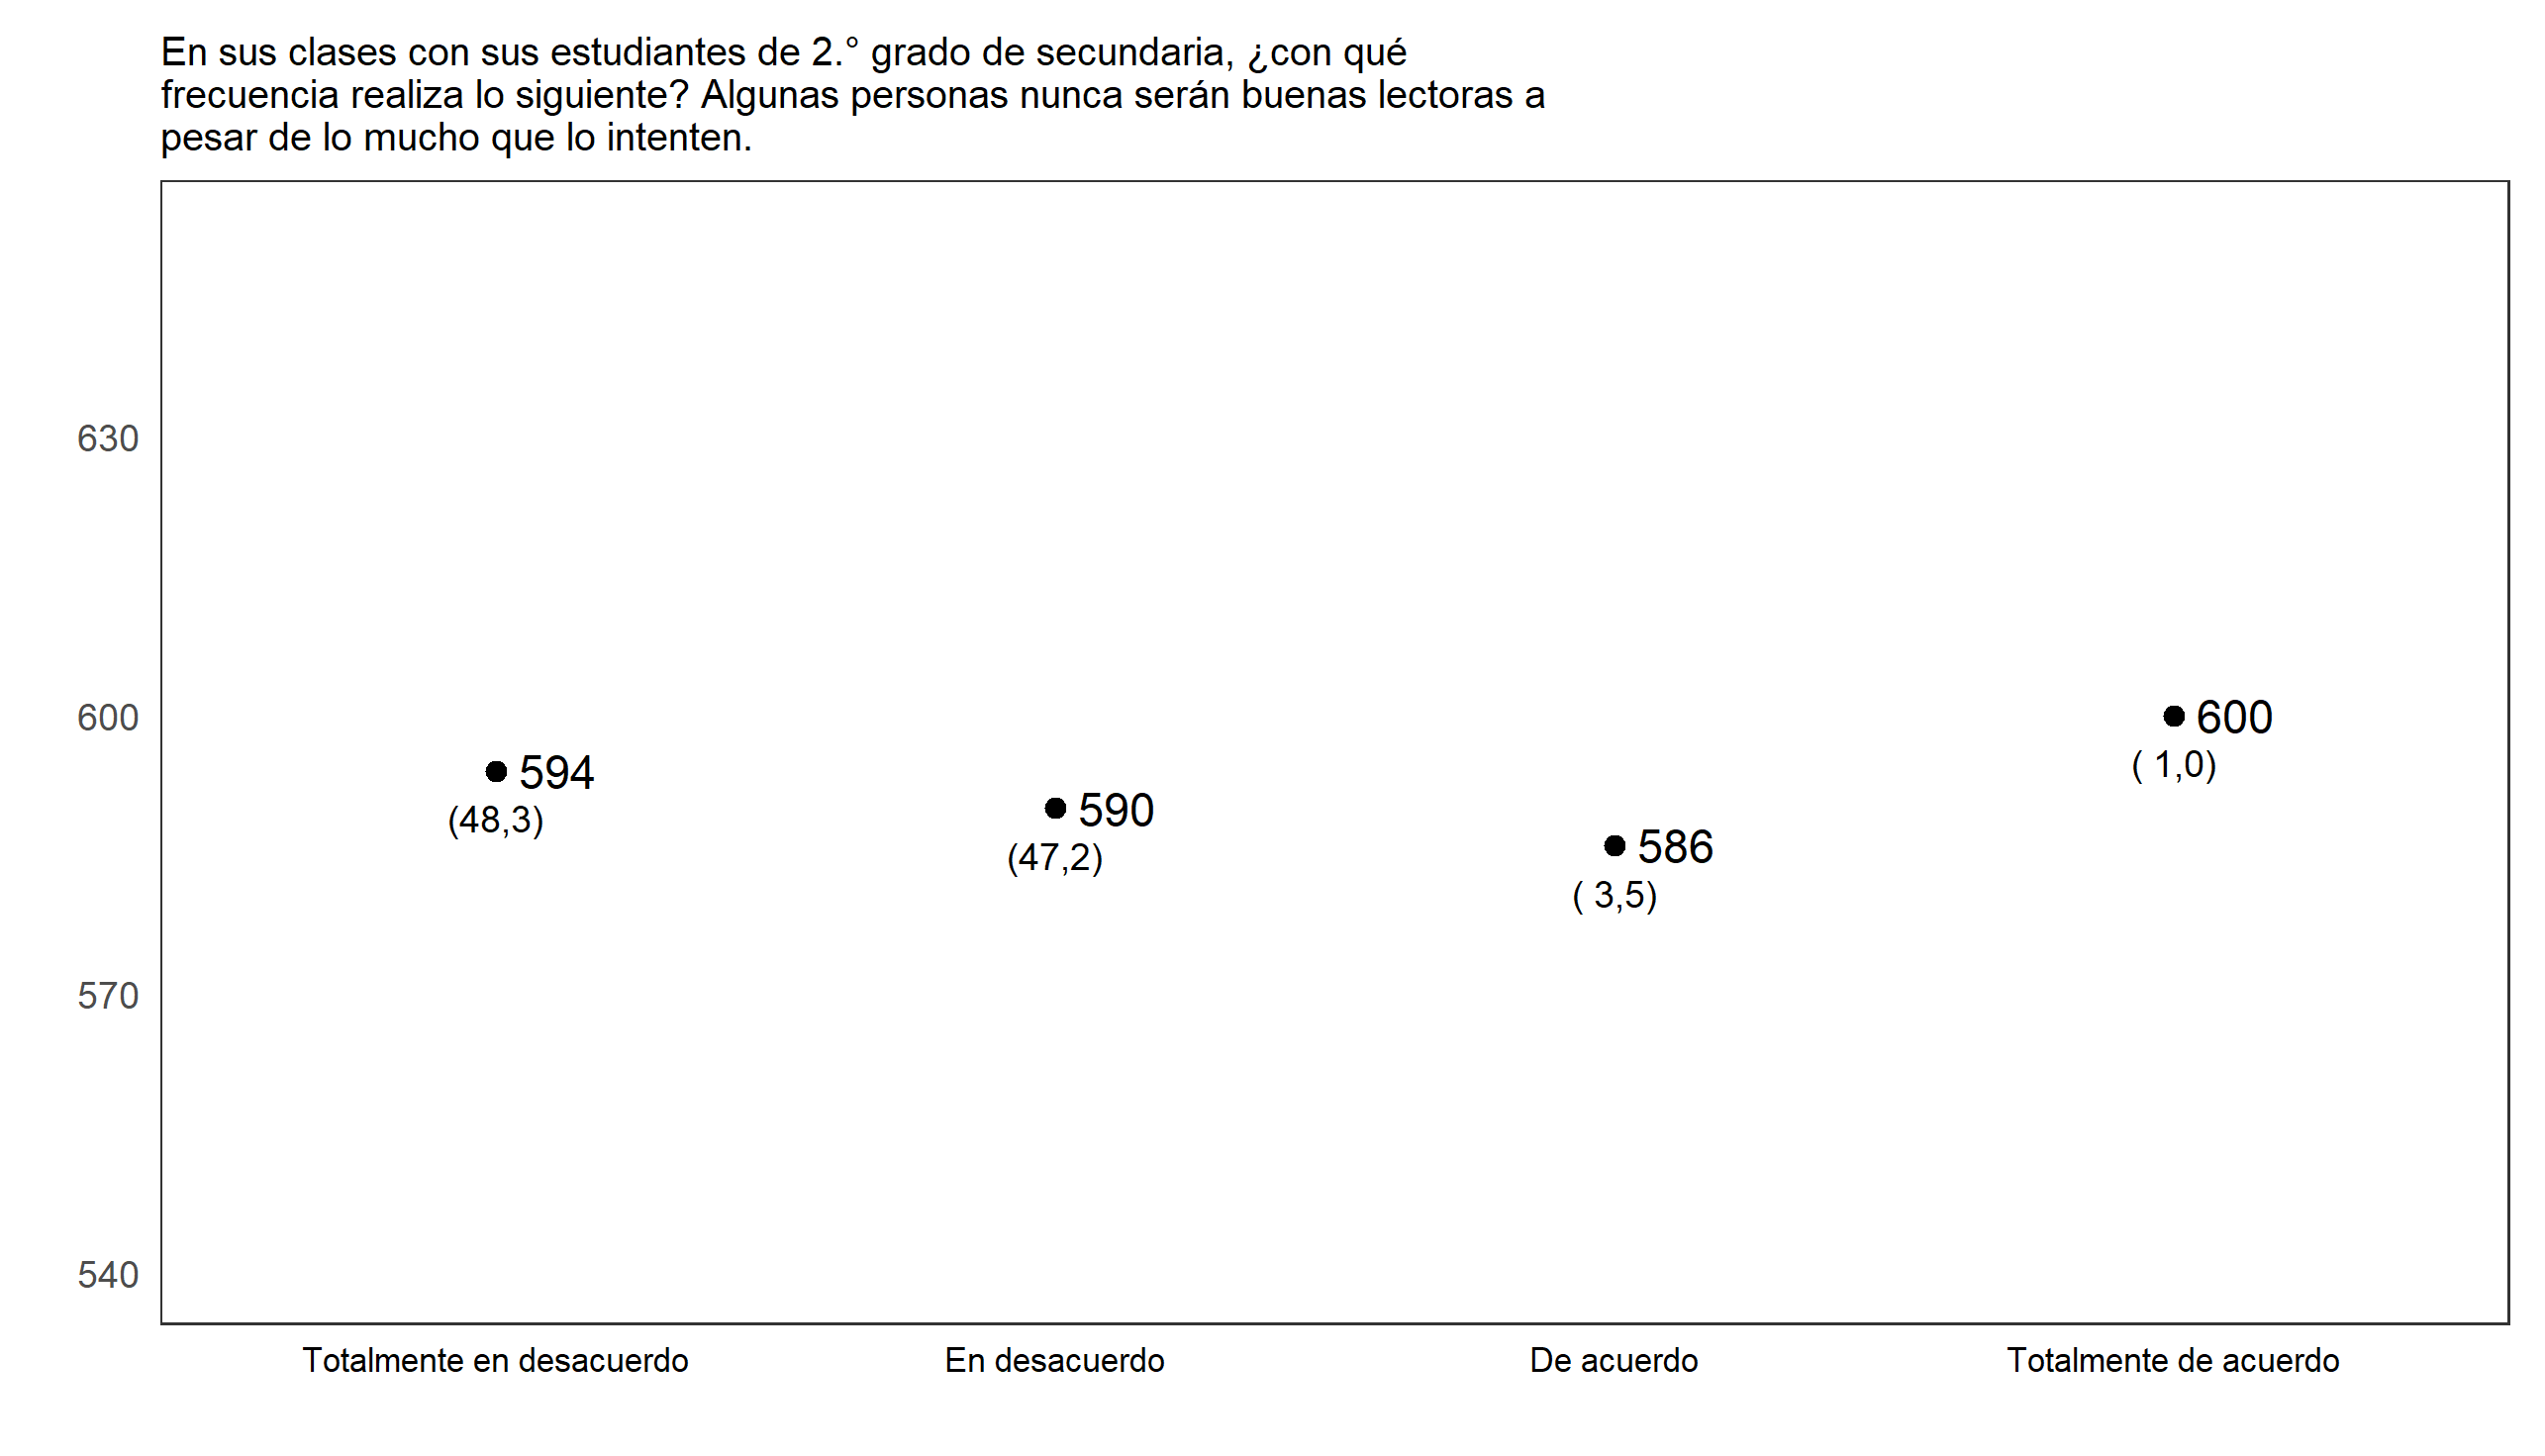 En sus clases con sus estudiantes de 2.° grado de secundaria, ¿con qué
frecuencia realiza lo siguiente? Algunas personas nunca serán buenas lectoras a
pesar de lo mucho que lo intenten.
630
600
570
540
594
(48,3)
590
(47,2)
586
( 3,5)
600
( 1,0)
Totalmente en desacuerdo
En desacuerdo
De acuerdo
Totalmente de acuerdo